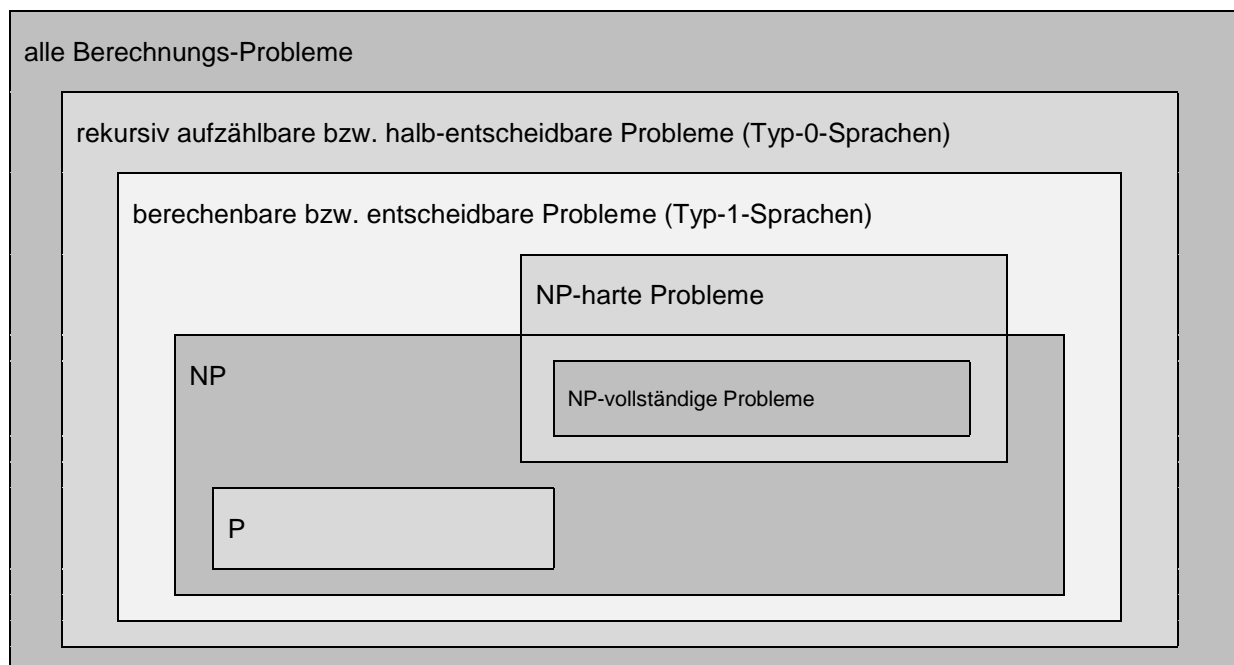 alle Berechnungs-Probleme
rekursiv aufzählbare bzw. halb-entscheidbare Probleme (Typ-0-Sprachen)
berechenbare bzw. entscheidbare Probleme (Typ-1-Sprachen)
NP-harte Probleme
NP
NP-vollständige Probleme
P